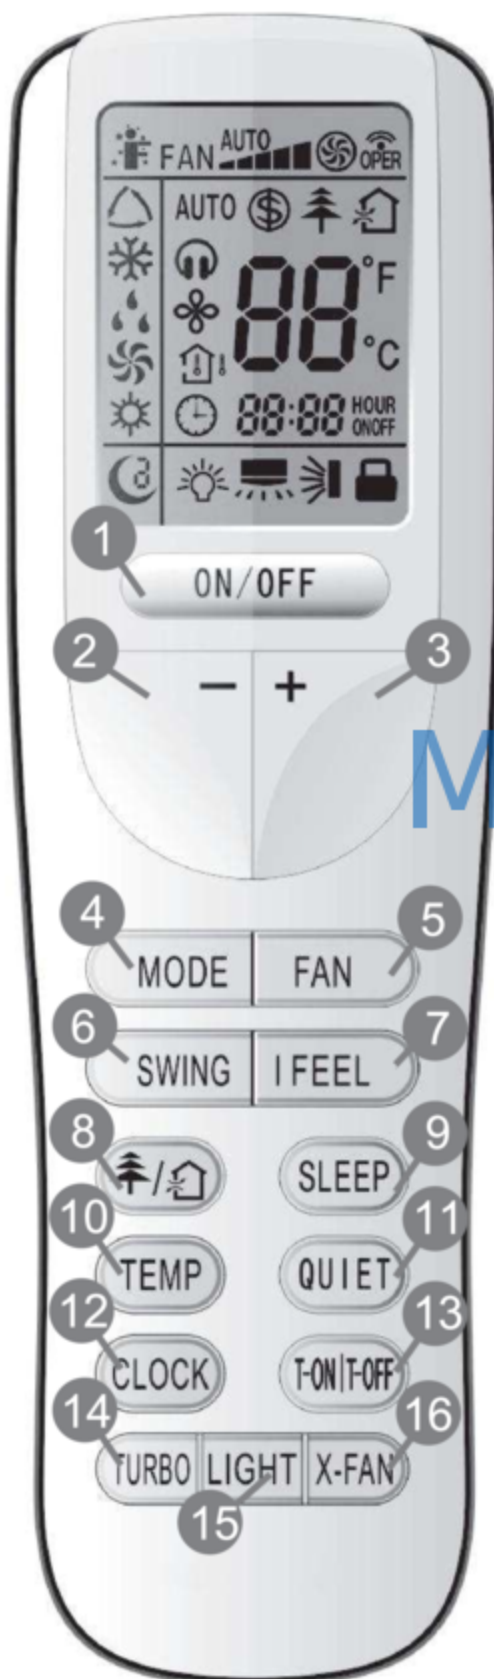 FAN AUTO OPER
AUTO
88 °F
°C
88:88 HOUR
ON OFF
1
ON/OFF
2 3
− +
M
4 5
MODE FAN
6 7
SWING I FEEL
8 9
/ SLEEP
10 11
TEMP QUIET
12 13
CLOCK T-ON|T-OFF
14 16
TURBO LIGHT X-FAN
15